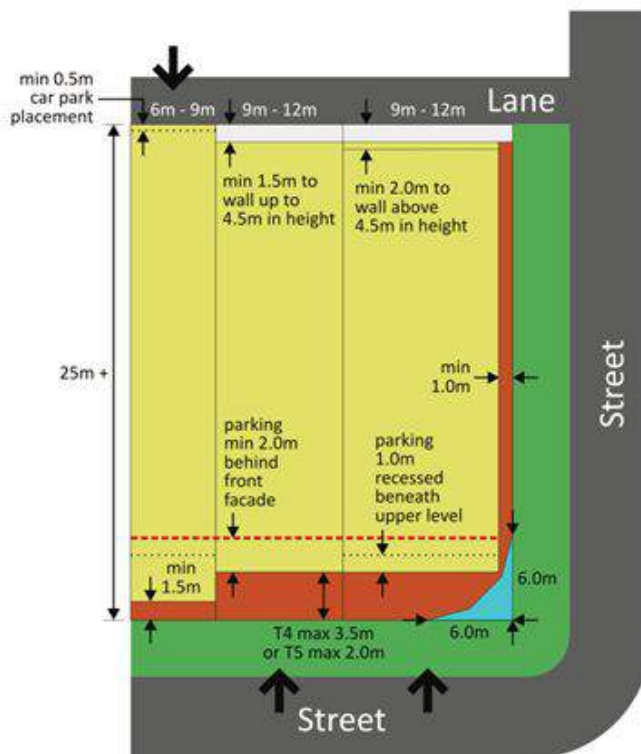 min 0.5m
car park
placement
6m - 9m
9m - 12m
9m - 12m
Lane
min 1.5m to
wall up to
4.5m in height
min 2.0m to
wall above
4.5m in height
25m +
min
1.0m
Street
parking
min 2.0m
behind
front
facade
parking
1.0m
recessed
beneath
upper level
min
1.5m
6.0m
6.0m
T4 max 3.5m
or T5 max 2.0m
Street